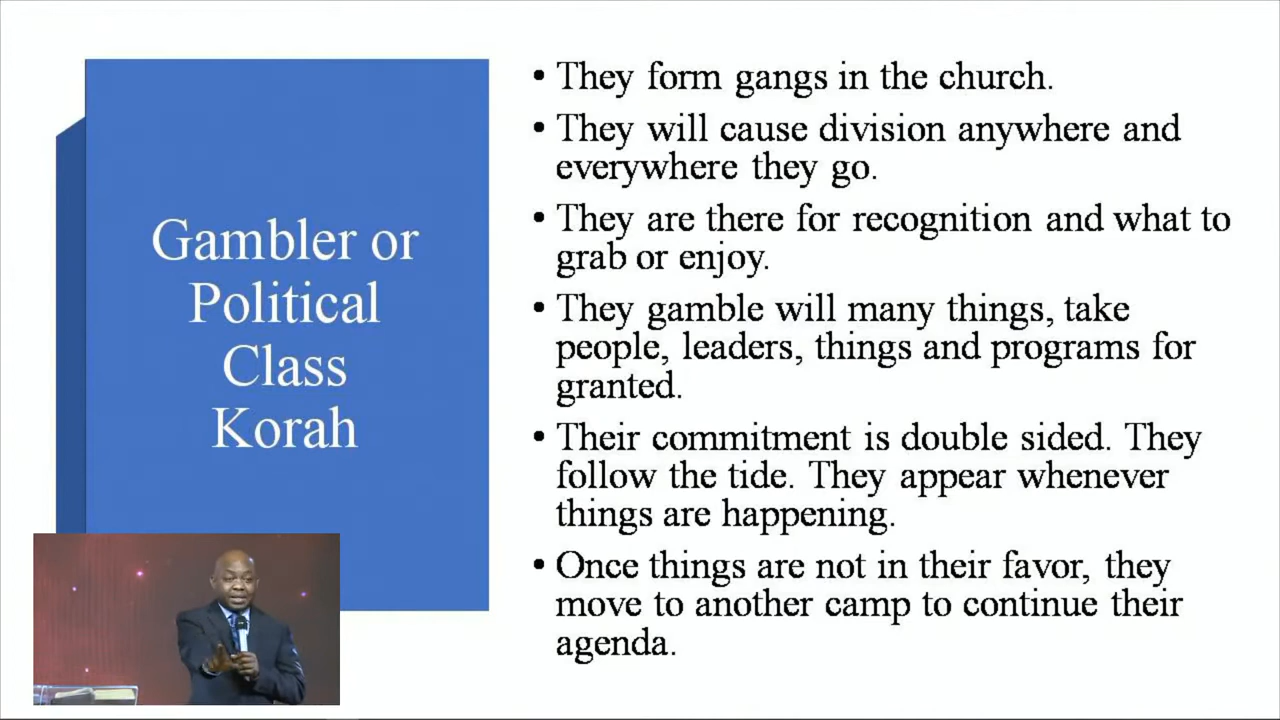 Gambler or
Political
Class
Korah
• They form gangs in the church.
• They will cause division anywhere and
everywhere they go.
• They are there for recognition and what to
grab or enjoy.
• They gamble will many things, take
people, leaders, things and programs for
granted.
• Their commitment is double sided. They
follow the tide. They appear whenever
things are happening.
• Once things are not in their favor, they
move to another camp to continue their
agenda.